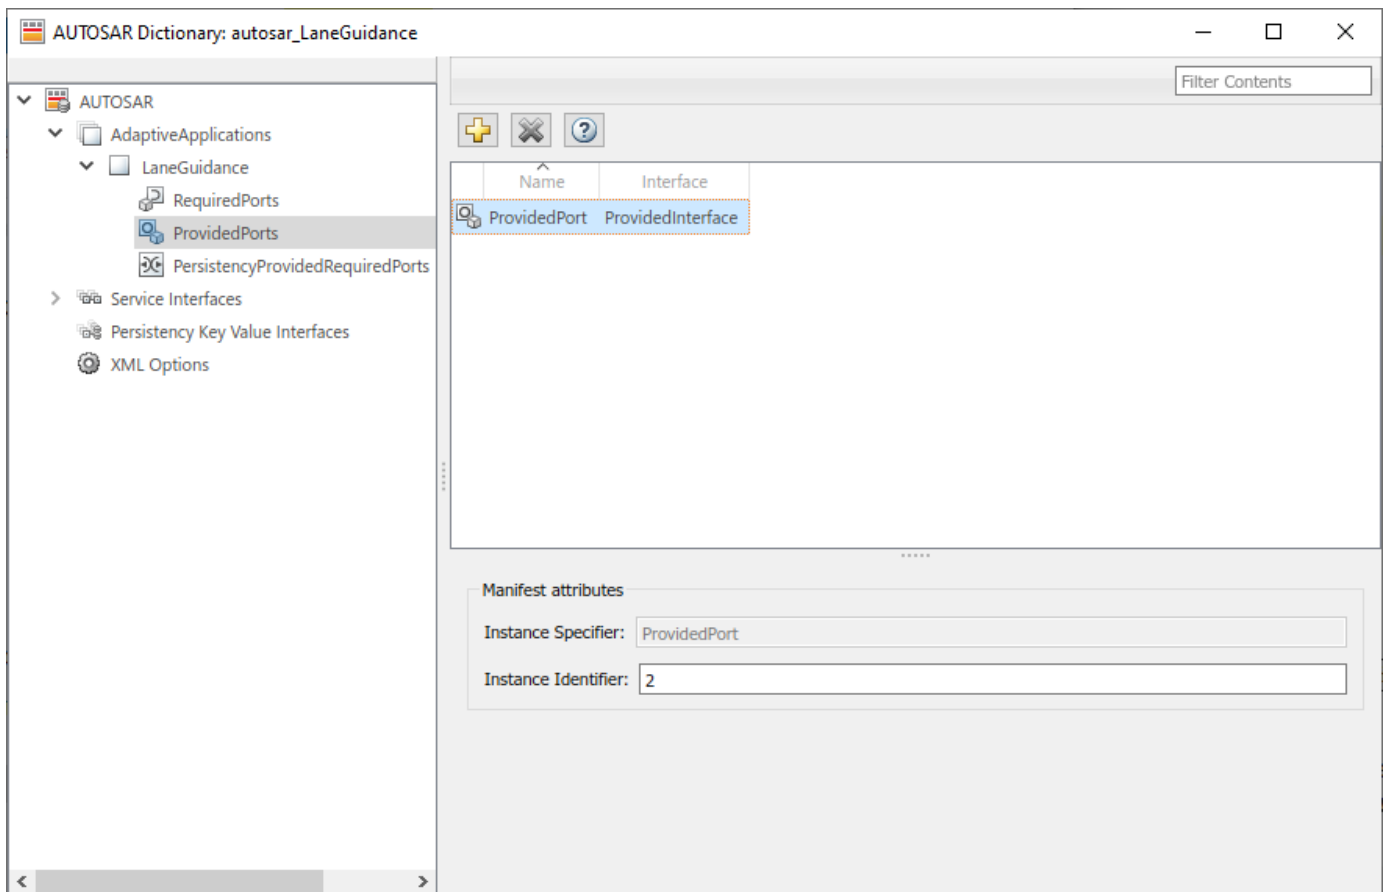 AUTOSAR Dictionary: autosar_LaneGuidance
Filter Contents
AUTOSAR
AdaptiveApplications
LaneGuidance
RequiredPorts
ProvidedPorts
PersistencyProvidedRequiredPorts
Service Interfaces
Persistency Key Value Interfaces
XML Options
Name Interface
ProvidedPort ProvidedInterface
Manifest attributes
Instance Specifier: ProvidedPort
Instance Identifier: 2